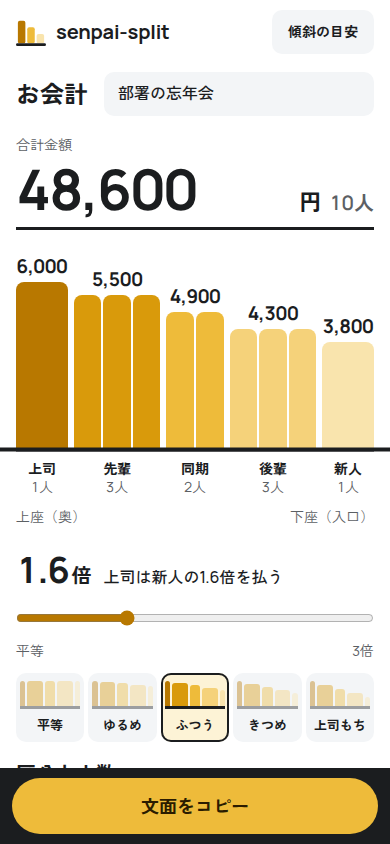 senpai-split
傾斜の目安
お会計
部署の忘年会
合計金額
48,600 円 10人
6,000
5,500
4,900
4,300
3,800
上司 先輩 同期 後輩 新人
1人 3人 2人 3人 1人
上座（奥） 下座（入口）
1.6倍 上司は新人の1.6倍を払う
平等 3倍
平等 ゆるめ ふつう きつめ 上司もち
文面をコピー